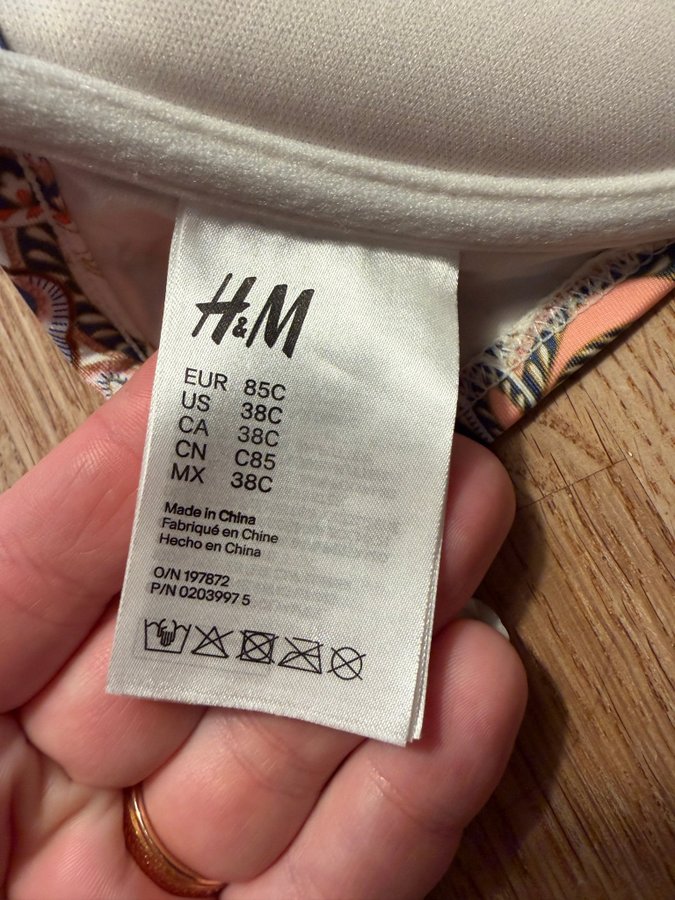 H&M
EUR 85C
US 38C
CA 38C
CN C85
MX 38C
Made in China
Fabriqué en Chine
Hecho en China
O/N 197872
P/N 0203997 5